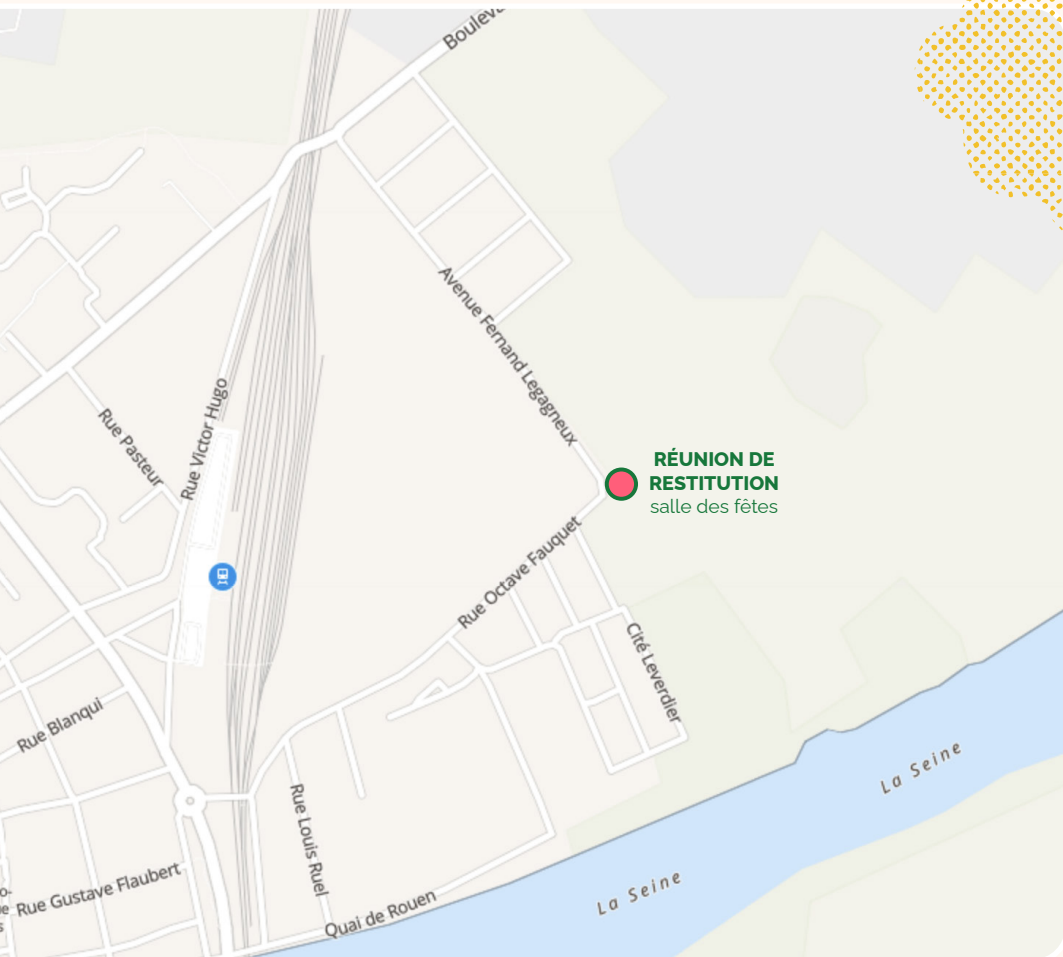 Avenue Fernand Legagneux
Rue Victor Hugo
Rue Pasteur
RÉUNION DE
RESTITUTION
salle des fêtes
Rue Octave Fauquet
Cité Leverdier
Rue Blanqui
La Seine
Rue Louis Ruel
Rue Gustave Flaubert
La Seine
Quai de Rouen